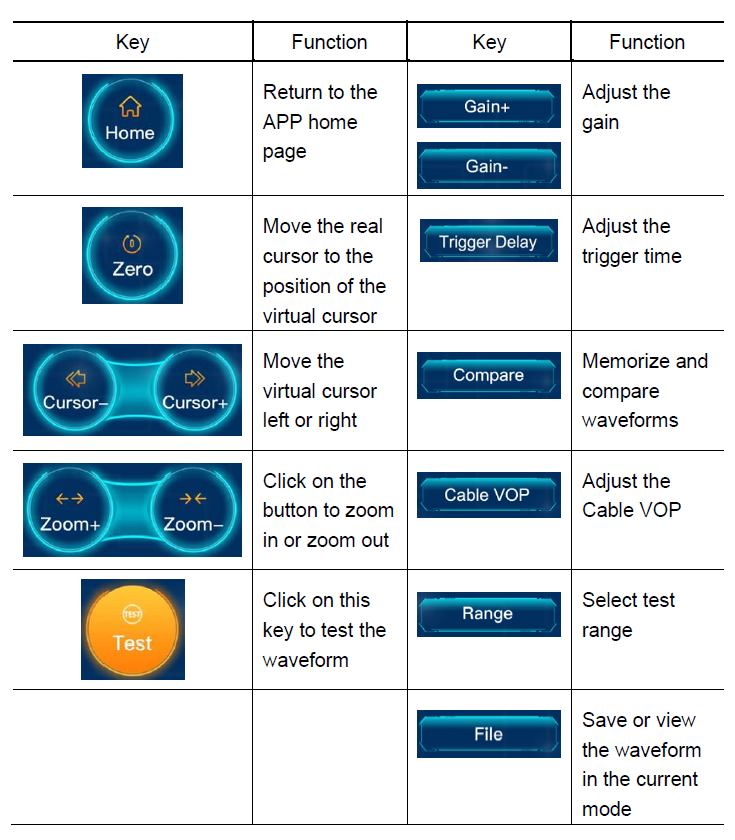 Key Function Key Function
Home
Return to the
APP home
page
Gain+
Gain-
Adjust the
gain
0
Zero
Move the real
cursor to the
position of the
virtual cursor
Trigger Delay
Adjust the
trigger time
Cursor– Cursor+
Move the
virtual cursor
left or right
Compare
Memorize and
compare
waveforms
Zoom+ Zoom–
Click on the
button to zoom
in or zoom out
Cable VOP
Adjust the
Cable VOP
TEST
Test
Click on this
key to test the
waveform
Range
Select test
range
File
Save or view
the waveform
in the current
mode